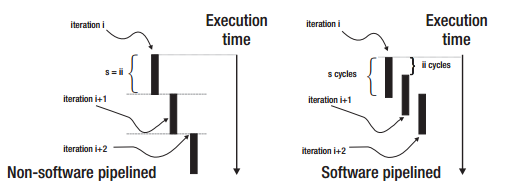 iteration i
Execution
time
s = ii
iteration i+1
iteration i+2
Non-software pipelined
iteration i
Execution
time
ii cycles
s cycles
iteration i+1
iteration i+2
Software pipelined